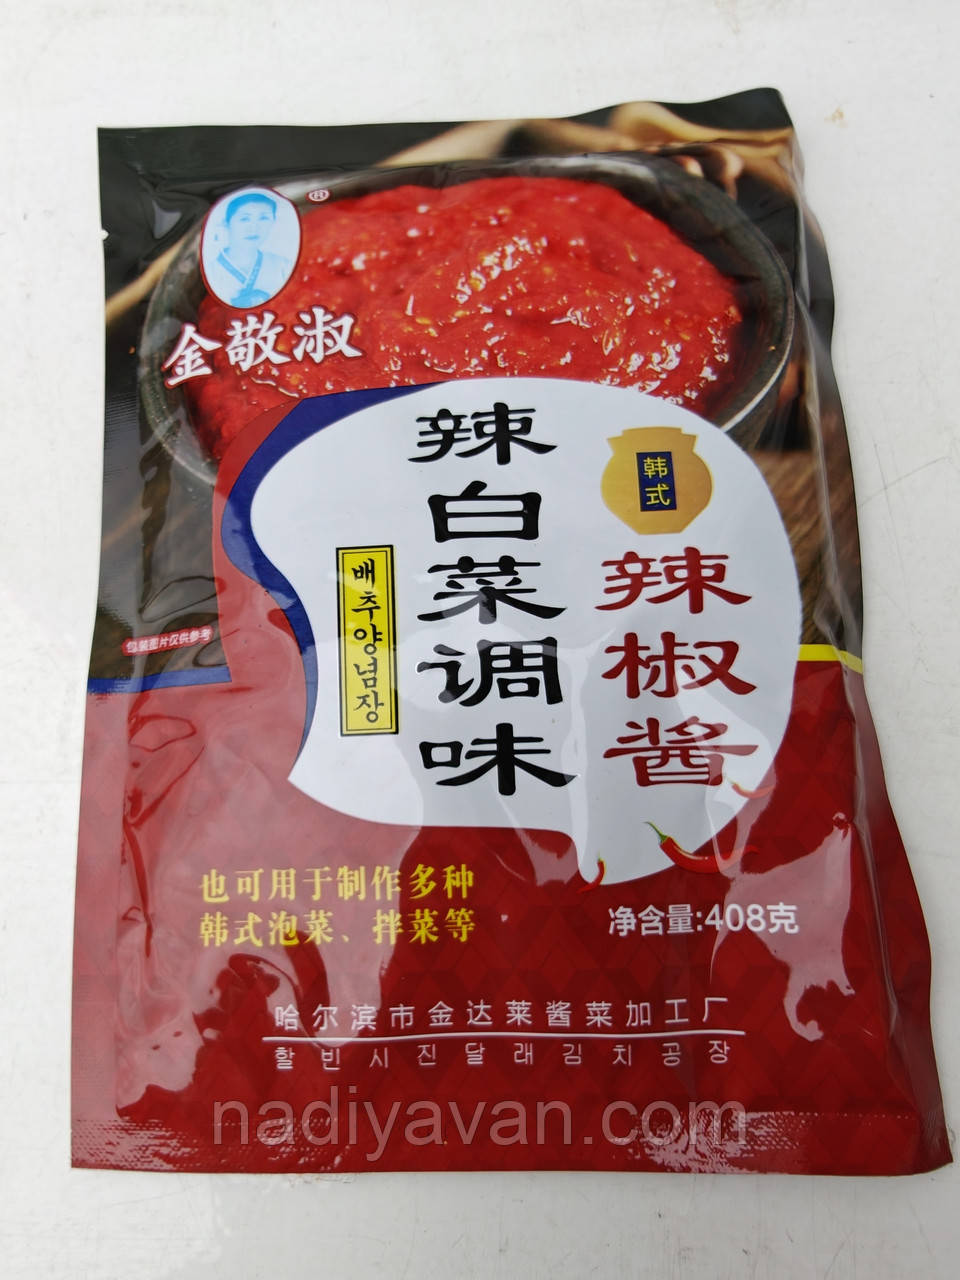 ®
金敬淑
韩式
辣椒酱
辣白菜调味
배추양념장
包装图片仅供参考
也可用于制作多种
韩式泡菜、拌菜等
净含量:408克
哈尔滨市金达莱酱菜加工厂
할빈시진달래김치공장
nadiyavan.com